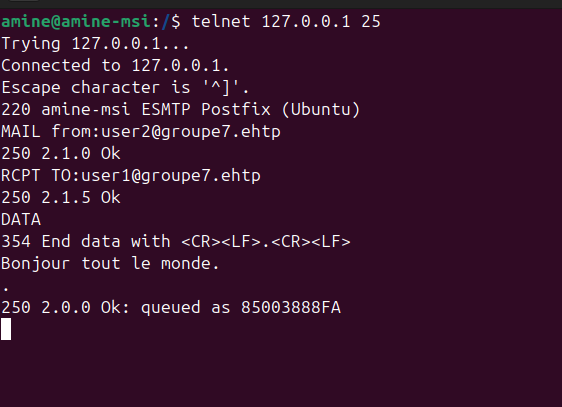 amine@amine-msi:/$ telnet 127.0.0.1 25
Trying 127.0.0.1...
Connected to 127.0.0.1.
Escape character is '^]'.
220 amine-msi ESMTP Postfix (Ubuntu)
MAIL from:user2@groupe7.ehtp
250 2.1.0 Ok
RCPT TO:user1@groupe7.ehtp
250 2.1.5 Ok
DATA
354 End data with <CR><LF>.<CR><LF>
Bonjour tout le monde.
.
250 2.0.0 Ok: queued as 85003888FA